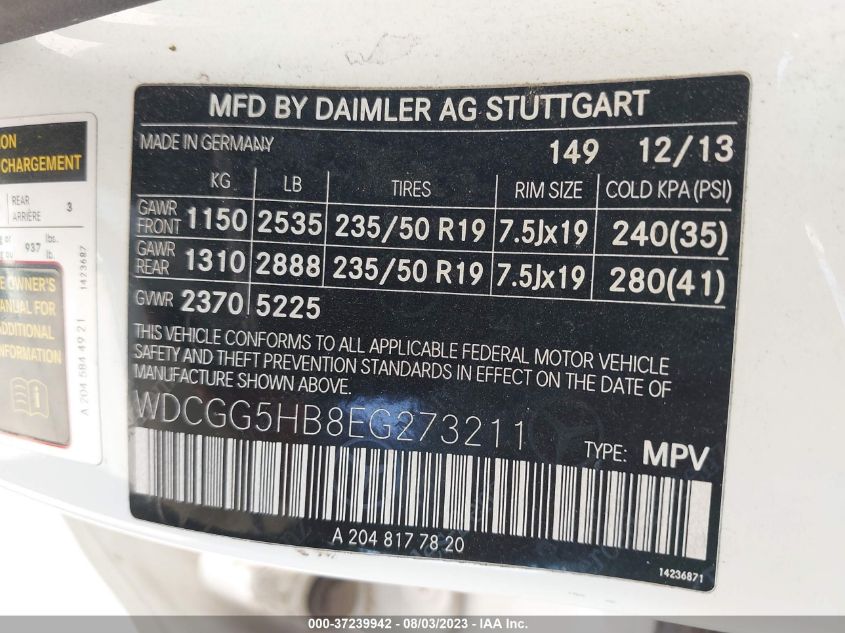 MFD BY DAIMLER AG STUTTGART
MADE IN GERMANY 149 12/13
KG LB TIRES RIM SIZE COLD KPA (PSI)
GAWR FRONT 1150 2535 235/50 R19 7.5Jx19 240(35)
GAWR REAR 1310 2888 235/50 R19 7.5Jx19 280(41)
GVWR 2370 5225
THIS VEHICLE CONFORMS TO ALL APPLICABLE FEDERAL MOTOR VEHICLE
SAFETY AND THEFT PREVENTION STANDARDS IN EFFECT ON THE DATE OF
MANUFACTURE SHOWN ABOVE.
WDCGG5HB8EG273211
TYPE: MPV
A 204 817 78 20
14236871
CHARGEMENT
REAR
ARRIÈRE 3
937 lbs.
kg
OWNER'S
FOR
A 204 584 49 21
1423687
000-37239942 — 08/03/2023 — IAA Inc.